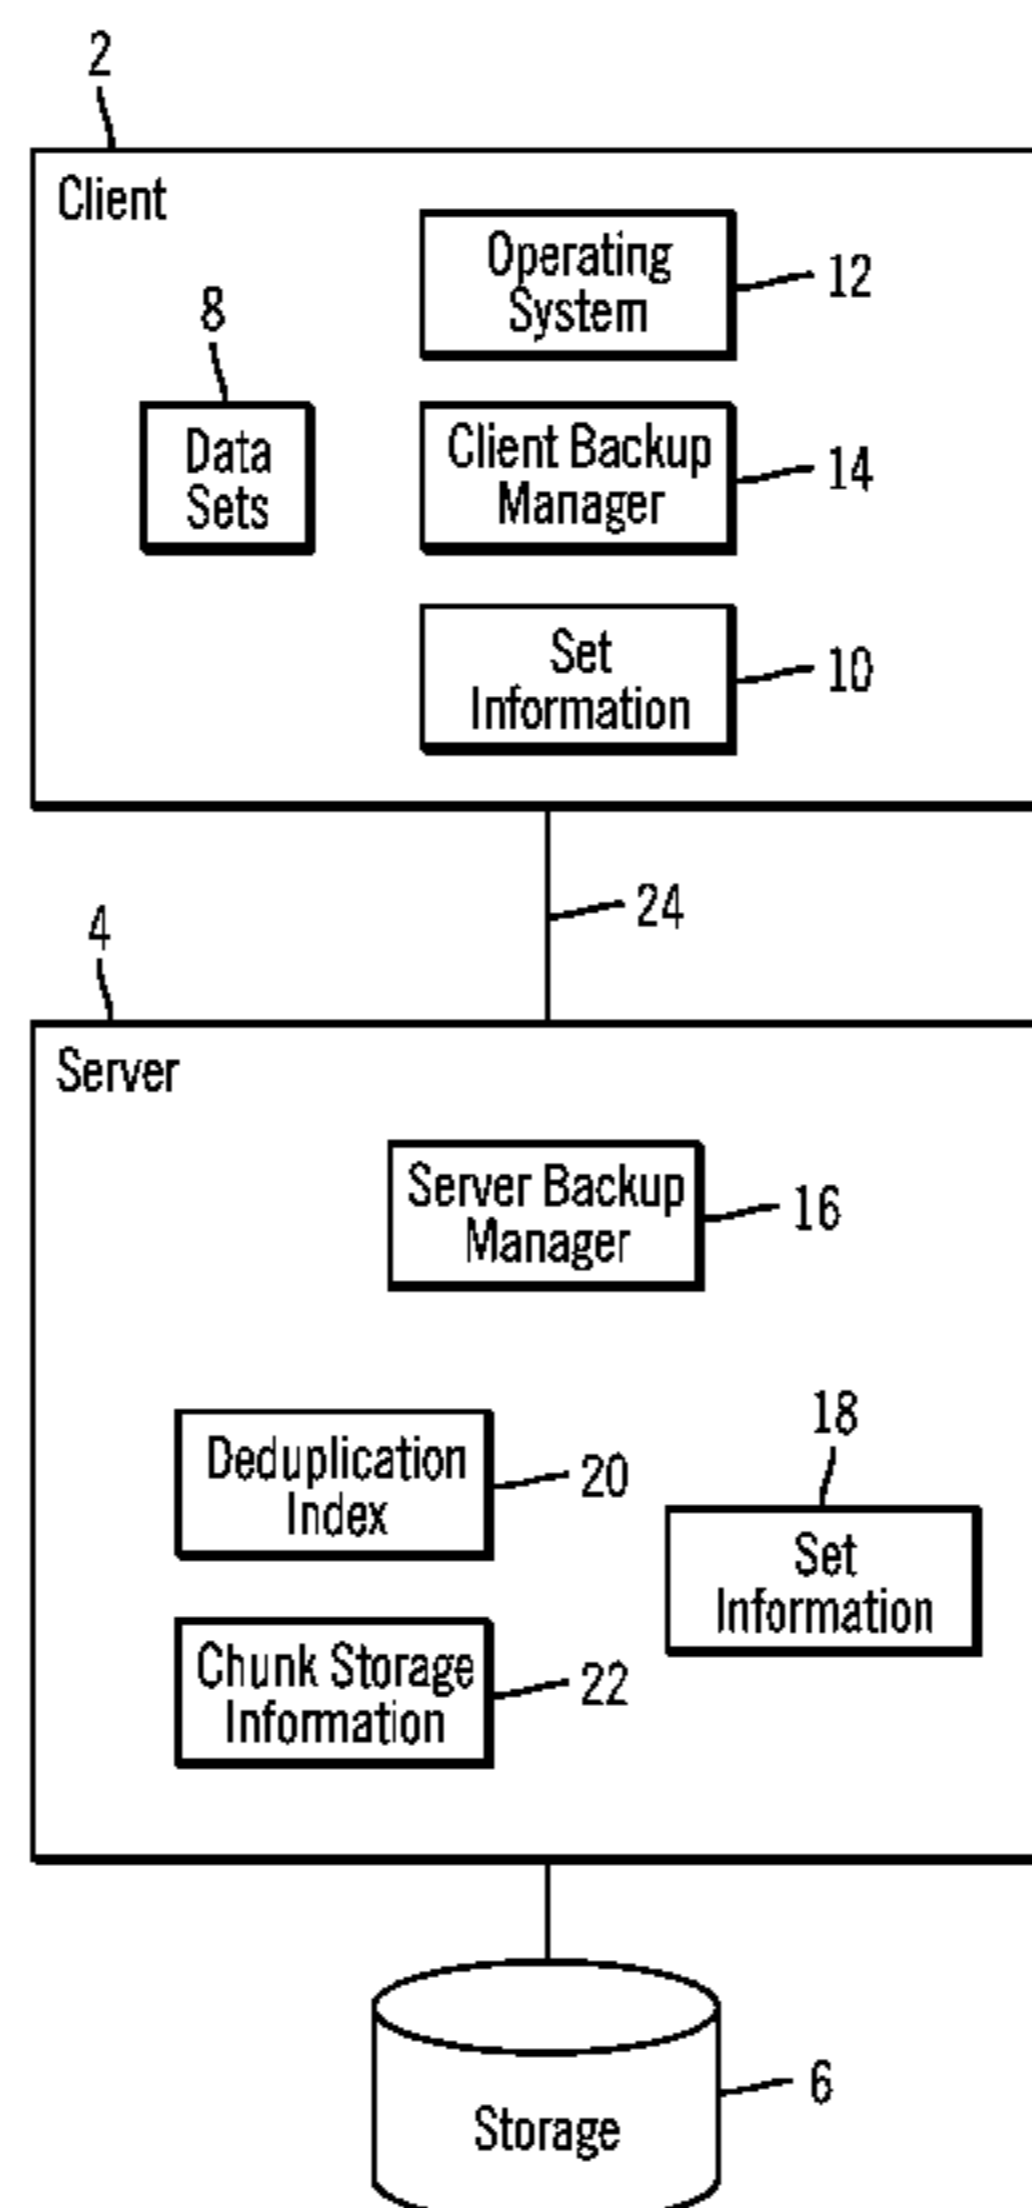 2
Client
Operating
System
12
8
Data
Sets
Client Backup
Manager
14
Set
Information
10
24
4
Server
Server Backup
Manager
16
Deduplication
Index
20
18
Set
Information
Chunk Storage
Information
22
Storage
6